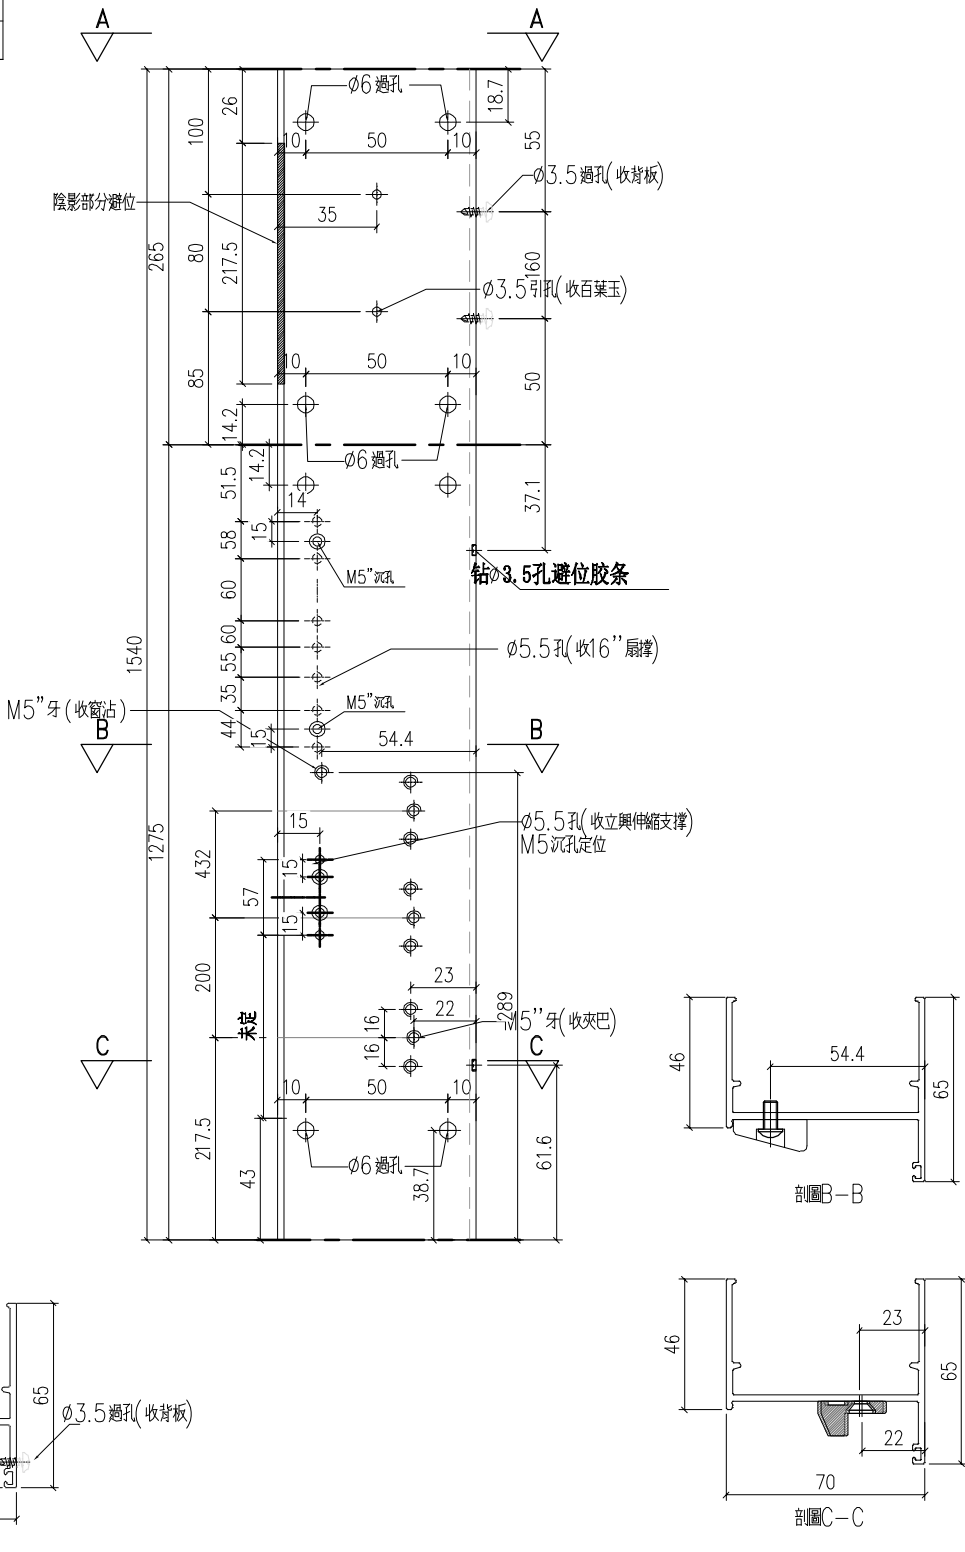 A
A
Ø6過孔
18.7
26
100
10
50
10
55
Ø3.5過孔(收背板)
陰影部分避位
35
265
80
217.5
160
Ø3.5引孔(收百葉玉)
10
50
10
85
50
14.2
Ø6過孔
14.2
51.5
37.1
14
15
58
M5"沉孔
钻Ø3.5孔避位胶条
60
1540
60
Ø5.5孔(收16"扇撐)
55
35
M5"沉孔
M5"牙(收窗沾)
44
15
B
B
54.4
1275
15
Ø5.5孔(收立興伸縮支撐)
M5沉孔定位
432
15
57
15
200
23
289
22
M5"牙(收夾巴)
未定
16
16
C
C
10
50
10
217.5
43
Ø6過孔
38.7
61.6
46
54.4
65
剖圖B-B
46
23
65
22
70
剖圖C-C
65
Ø3.5過孔(收背板)